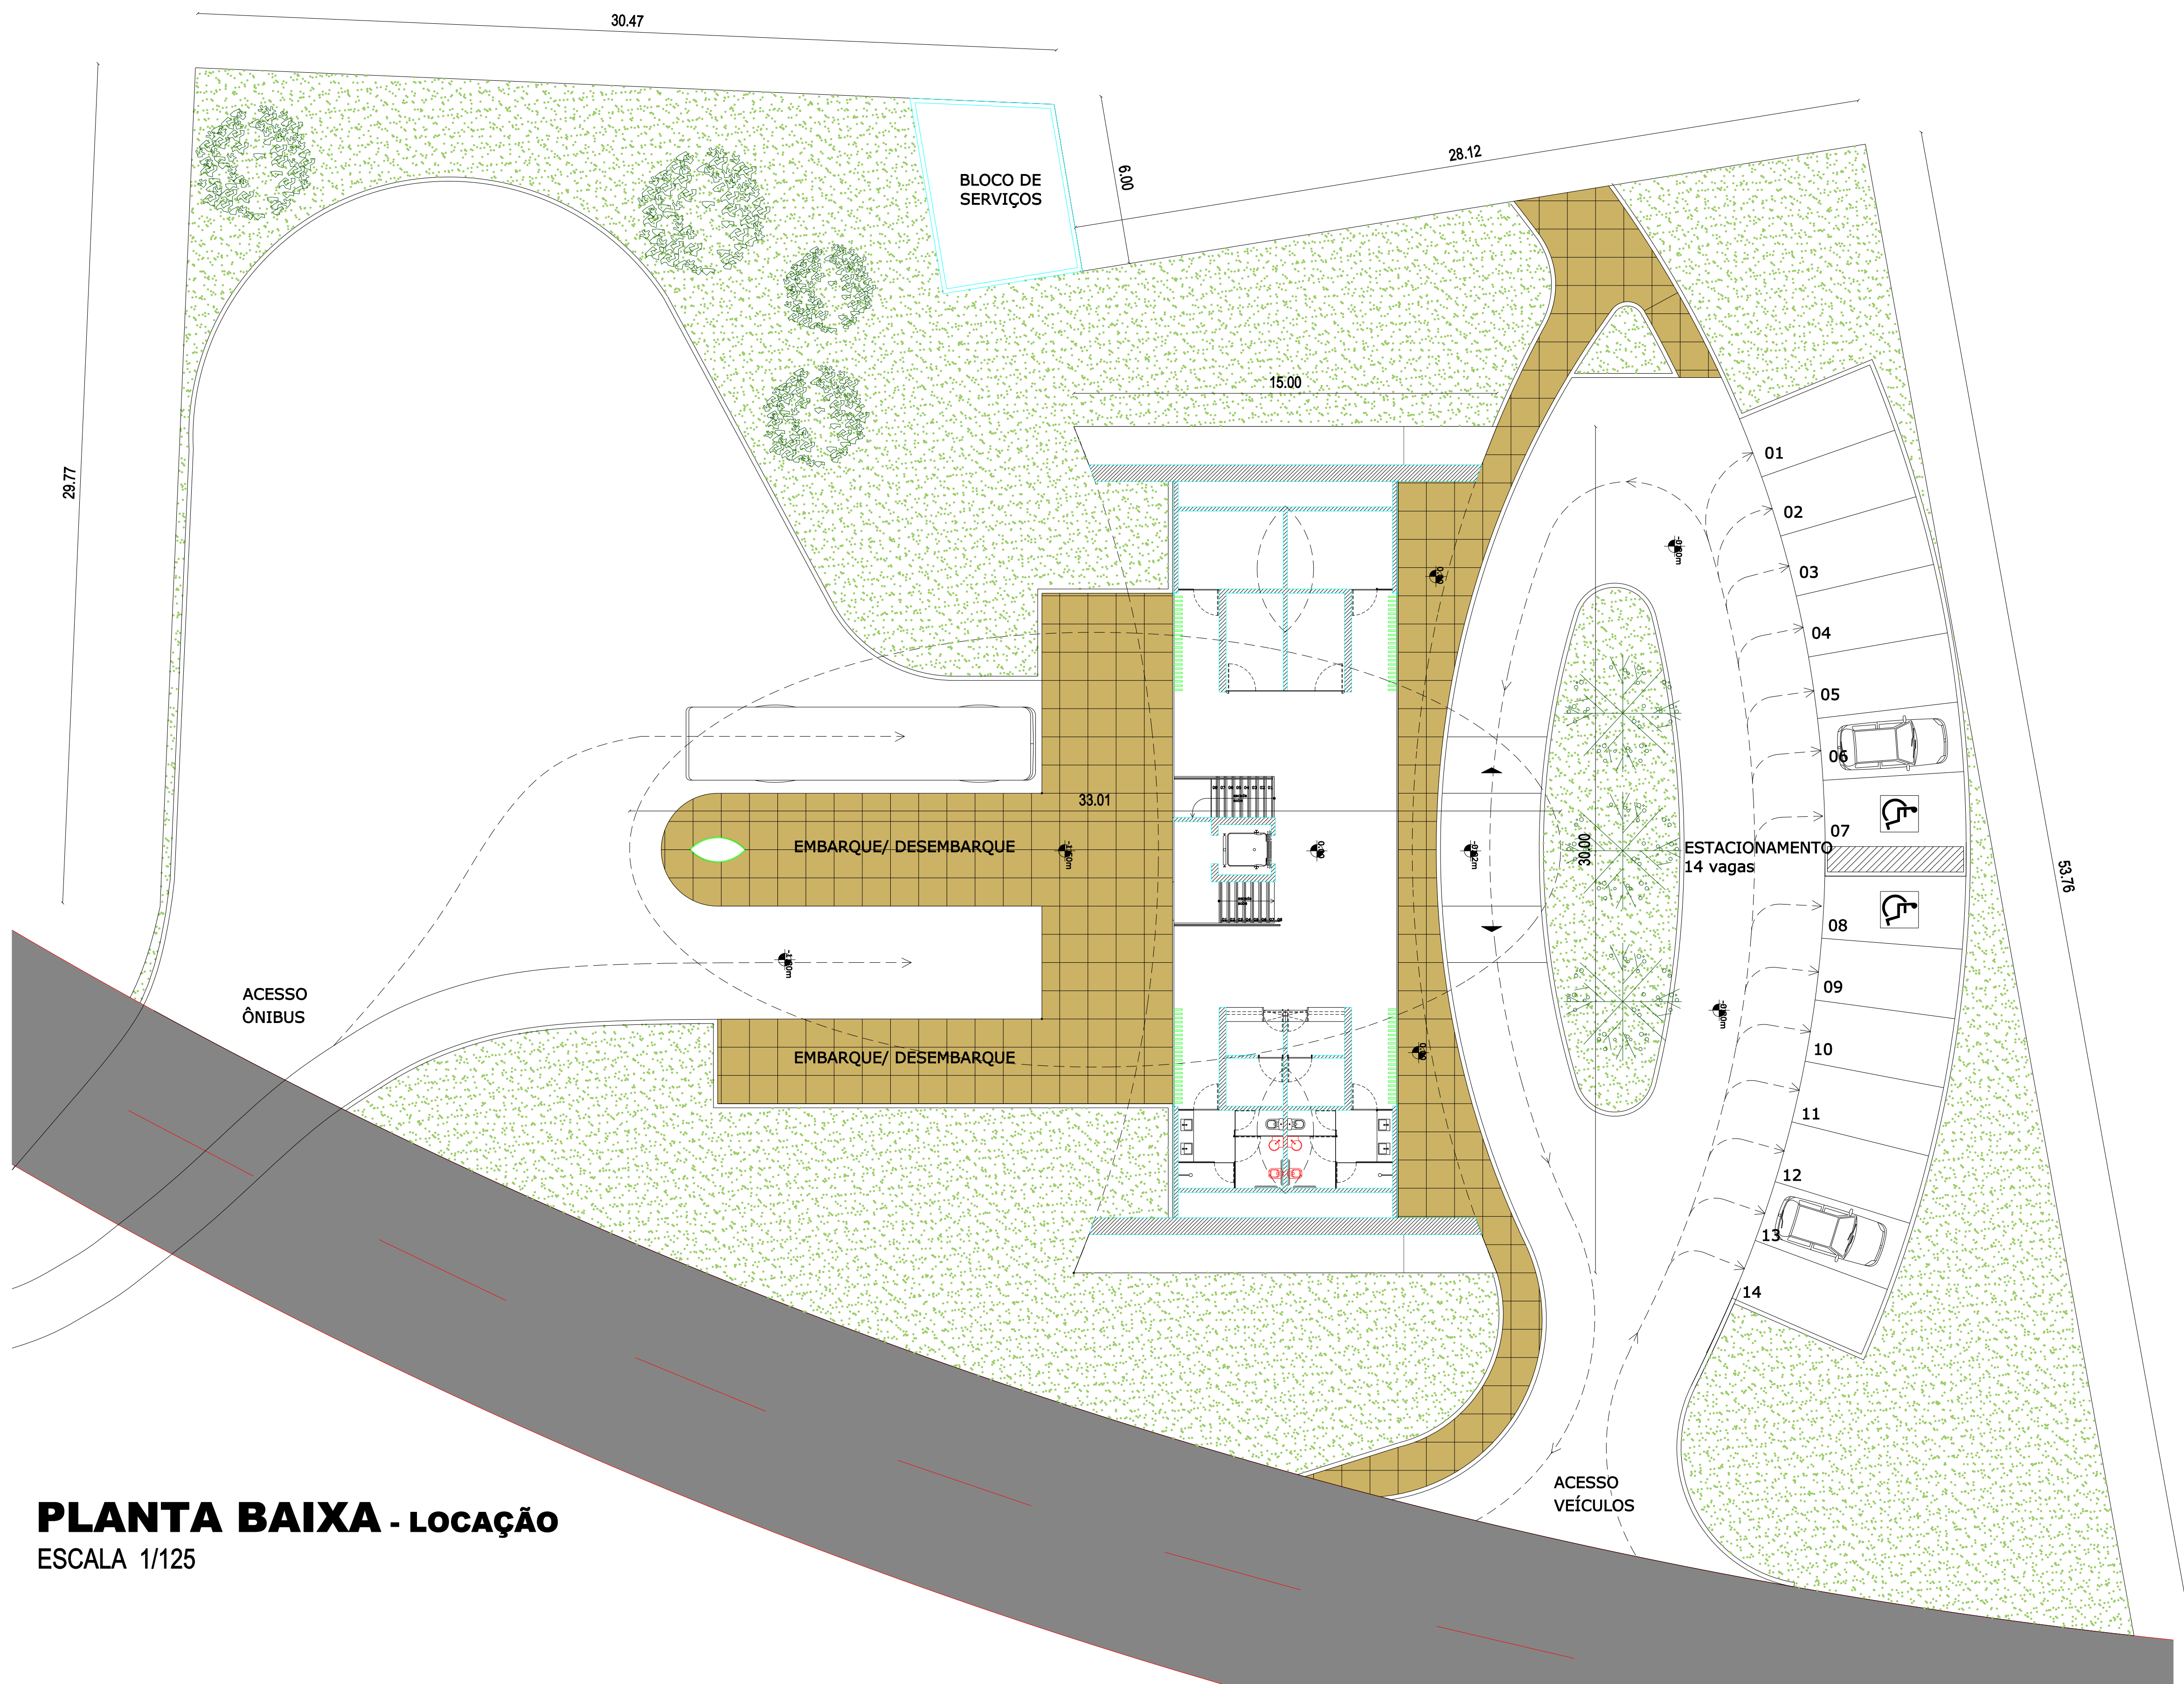 30.47
29.77
BLOCO DE
SERVIÇOS
6.00
28.12
15.00
01
02
03
04
05
06
07
08
09
10
11
12
13
14
33.01
30.00
53.76
EMBARQUE/ DESEMBARQUE
EMBARQUE/ DESEMBARQUE
ESTACIONAMENTO
14 vagas
ACESSO
ÔNIBUS
ACESSO
VEÍCULOS
PLANTA BAIXA - LOCAÇÃO
ESCALA 1/125